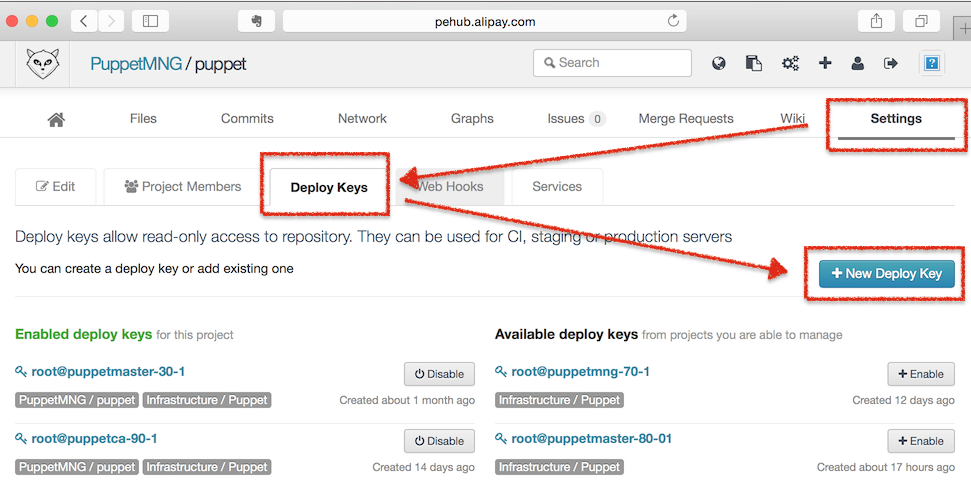 pehub.alipay.com
PuppetMNG / puppet
Search
Files Commits Network Graphs Issues 0 Merge Requests Wiki Settings
Edit Project Members Deploy Keys Web Hooks Services
Deploy keys allow read-only access to repository. They can be used for CI, staging or production servers
You can create a deploy key or add existing one
New Deploy Key
Enabled deploy keys for this project
root@puppetmaster-30-1
Disable
PuppetMNG / puppet Infrastructure / Puppet
Created about 1 month ago
root@puppetca-90-1
Disable
PuppetMNG / puppet Infrastructure / Puppet
Created 14 days ago
Available deploy keys from projects you are able to manage
root@puppetmng-70-1
Enable
Infrastructure / Puppet
Created 12 days ago
root@puppetmaster-80-01
Enable
Infrastructure / Puppet
Created about 17 hours ago